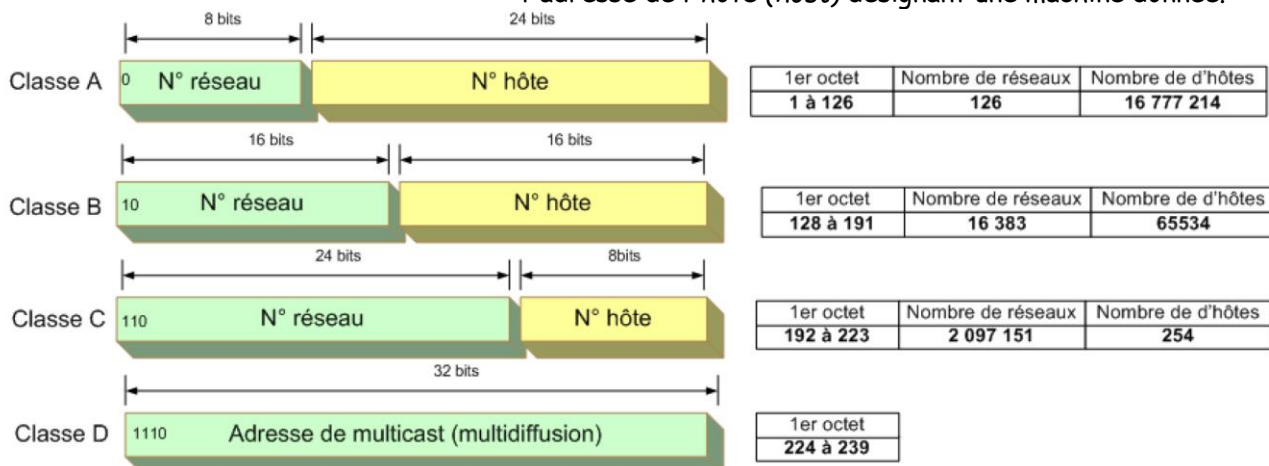 l'adresse de l'hôte (host) désignant une machine donnée.
8 bits 24 bits
Classe A 0 N° réseau N° hôte
1er octet Nombre de réseaux Nombre de d'hôtes
1 à 126 126 16 777 214
16 bits 16 bits
Classe B 10 N° réseau N° hôte
1er octet Nombre de réseaux Nombre de d'hôtes
128 à 191 16 383 65534
24 bits 8bits
Classe C 110 N° réseau N° hôte
1er octet Nombre de réseaux Nombre de d'hôtes
192 à 223 2 097 151 254
32 bits
Classe D 1110 Adresse de multicast (multidiffusion)
1er octet
224 à 239